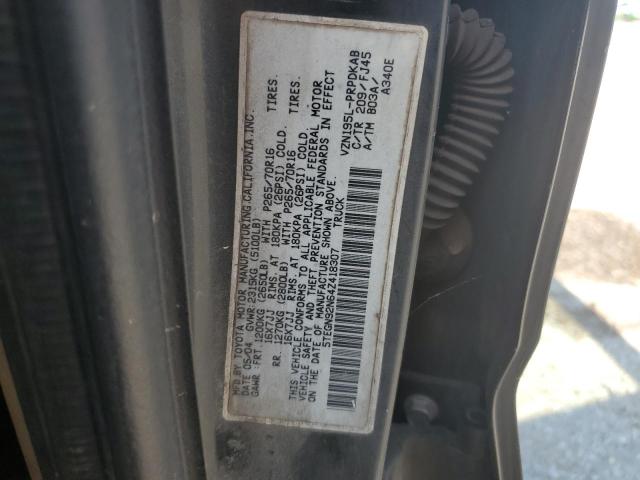 MFD BY TOYOTA MOTOR MANUFACTURING CALIFORNIA INC.
DATE 05/04 GVWR:2315KG (5100LB)
GAWR:FRT 1200KG (2650LB) WITH P265/70R16 TIRES.
16X7JJ RIMS. AT 180KPA (26PSI) COLD.
RR. 1270KG (2800LB) WITH P265/70R16 TIRES.
16X7JJ RIMS. AT 180KPA (26PSI) COLD.
THIS VEHICLE CONFORMS TO ALL APPLICABLE FEDERAL MOTOR
VEHICLE SAFETY AND THEFT PREVENTION STANDARDS IN EFFECT
ON THE DATE OF MANUFACTURE SHOWN ABOVE.
5TEGN92N64Z418307 TRUCK
VZN195L-PRPDKAB
C/TR 209/FJ45
A/TM B03A/
A340E